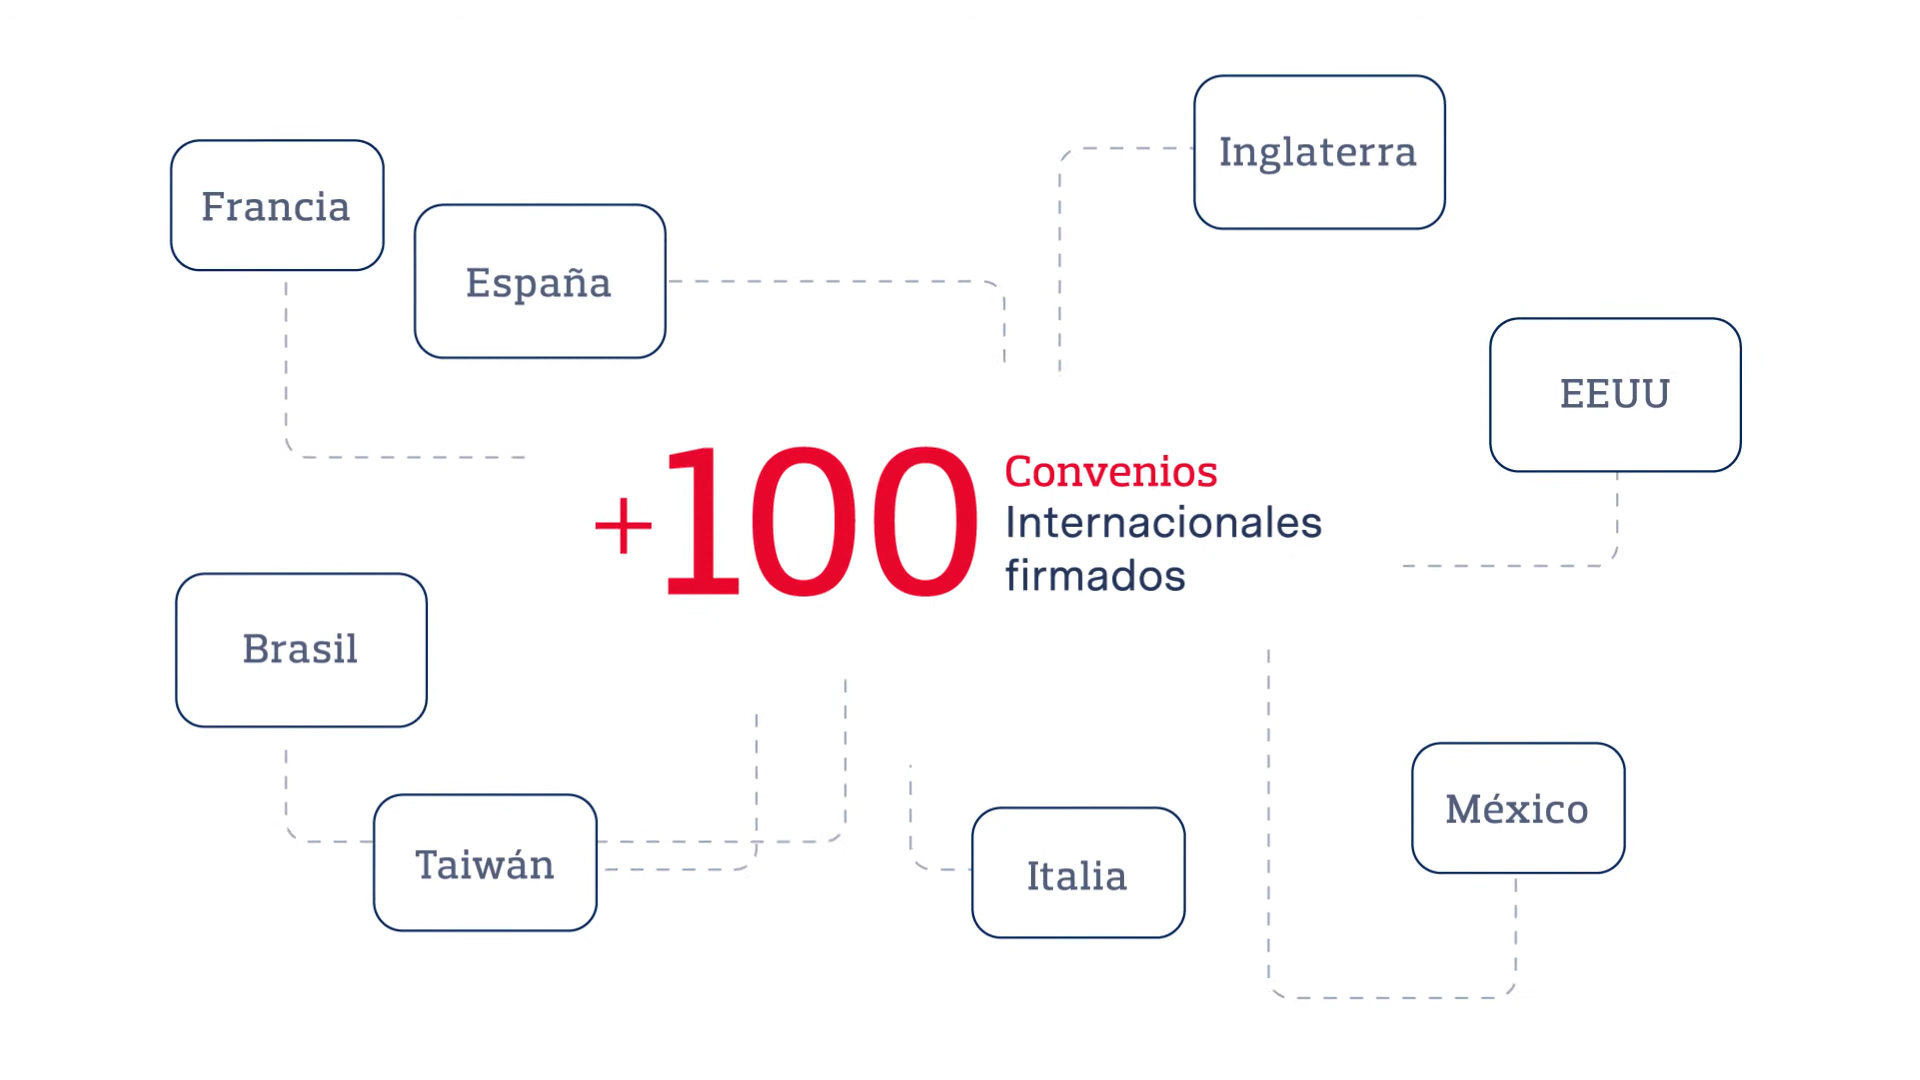 Inglaterra
Francia
España
EEUU
+100
Convenios
Internacionales
firmados
Brasil
México
Taiwán
Italia